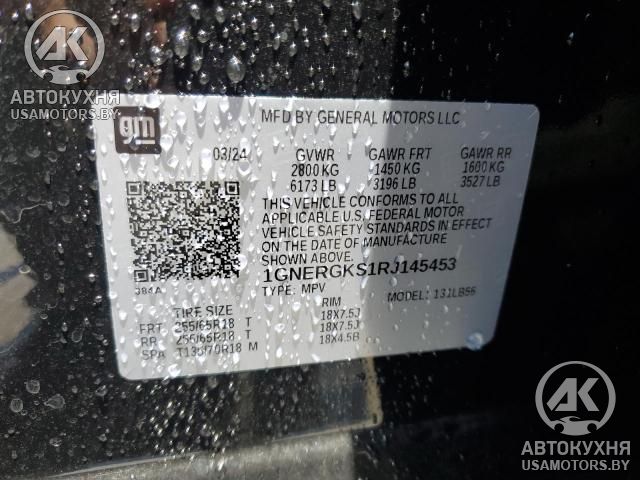 АВТОКУХНЯ
USAMOTORS.BY
gm
MFD BY GENERAL MOTORS LLC
03/24 GVWR GAWR FRT GAWR RR
2800 KG 1450 KG 1600 KG
6173 LB 3196 LB 3527 LB
THIS VEHICLE CONFORMS TO ALL
APPLICABLE U.S. FEDERAL MOTOR
VEHICLE SAFETY STANDARDS IN EFFECT
ON THE DATE OF MANUFACTURE
SHOWN ABOVE.
1GNERGKS1RJ145453
TYPE: MPV MODEL: 131LB56
J84A
TIRE SIZE RIM
FRT 255/65R18 T 18X7.5J
RR 255/65R18 T 18X7.5J
SPA T135/70R18 M 18X4.5B
АК
АВТОКУХНЯ
USAMOTORS.BY